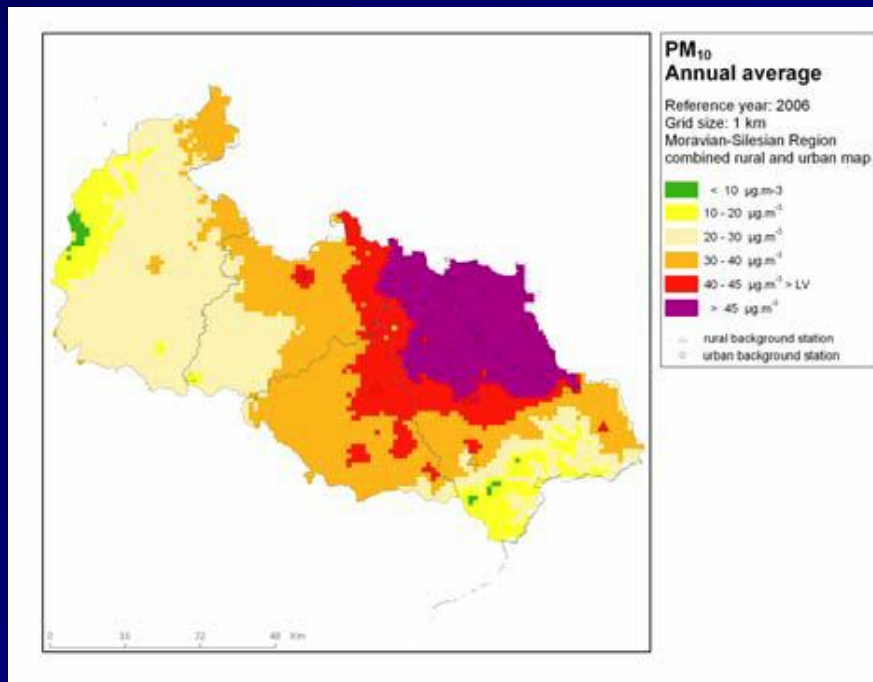 PM₁₀
Annual average
Reference year: 2006
Grid size: 1 km
Moravian-Silesian Region
combined rural and urban map
< 10 µg.m-3
10 - 20 µg.m⁻³
20 - 30 µg.m⁻³
30 - 40 µg.m⁻³
40 - 45 µg.m⁻³ > LV
> 45 µg.m⁻³
rural background station
urban background station
0 16 32 48 Km